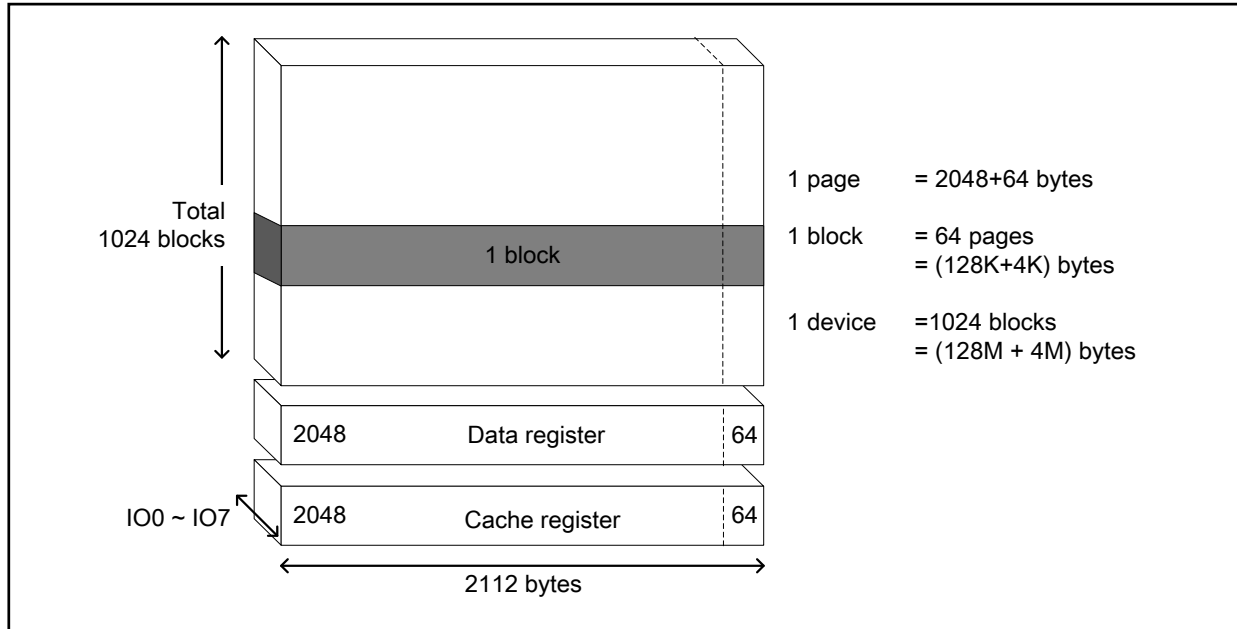 Total
1024 blocks
1 block
1 page = 2048+64 bytes
1 block = 64 pages
= (128K+4K) bytes
1 device =1024 blocks
= (128M + 4M) bytes
2048 Data register 64
IO0 ~ IO7
2048 Cache register 64
2112 bytes